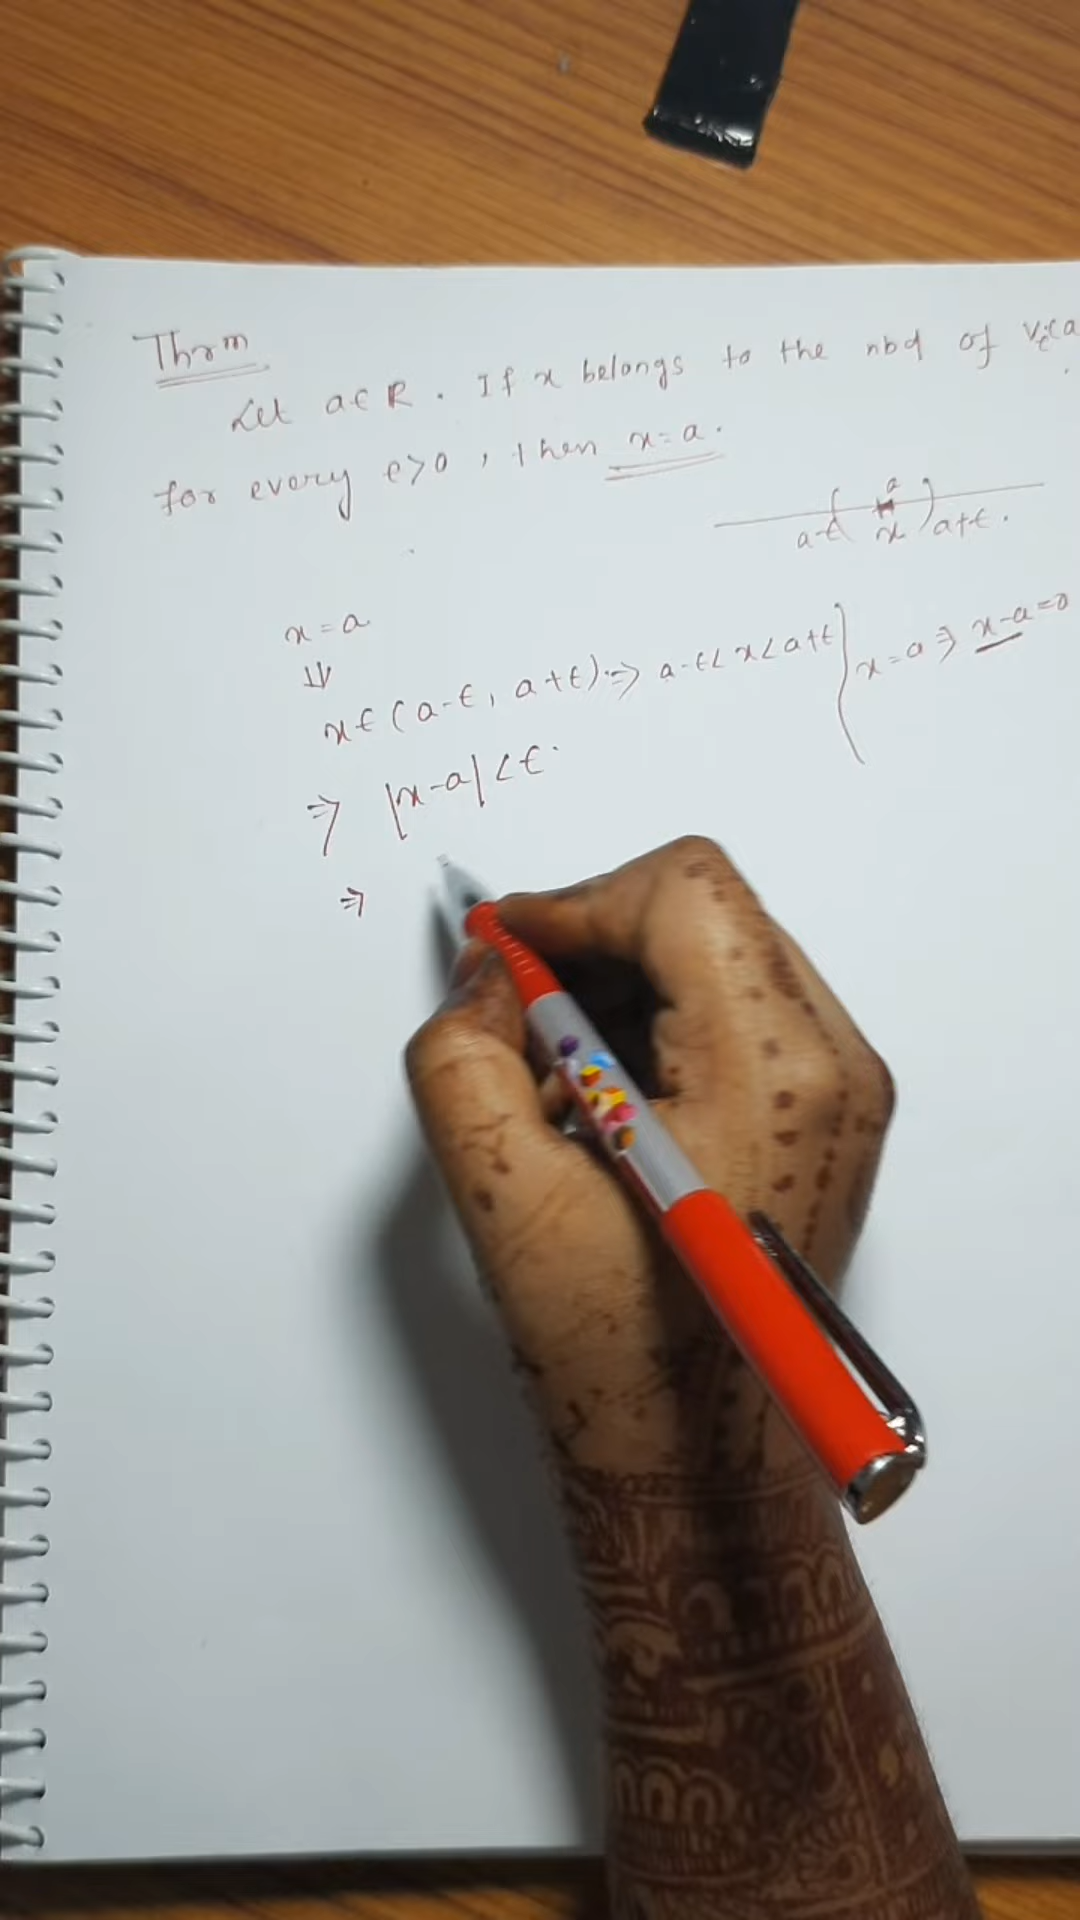 Thrm
Let a∈R. If x belongs to the nbd of Vϵ(a
for every ϵ>0, then x=a.
a
a-ϵ x a+ϵ.
x=a
⇓
x∈(a-ϵ, a+ϵ).⇒ a-ϵ<x<a+ϵ
x=a ⇒ x-a=0
⇒ |x-a|<ϵ.
⇒